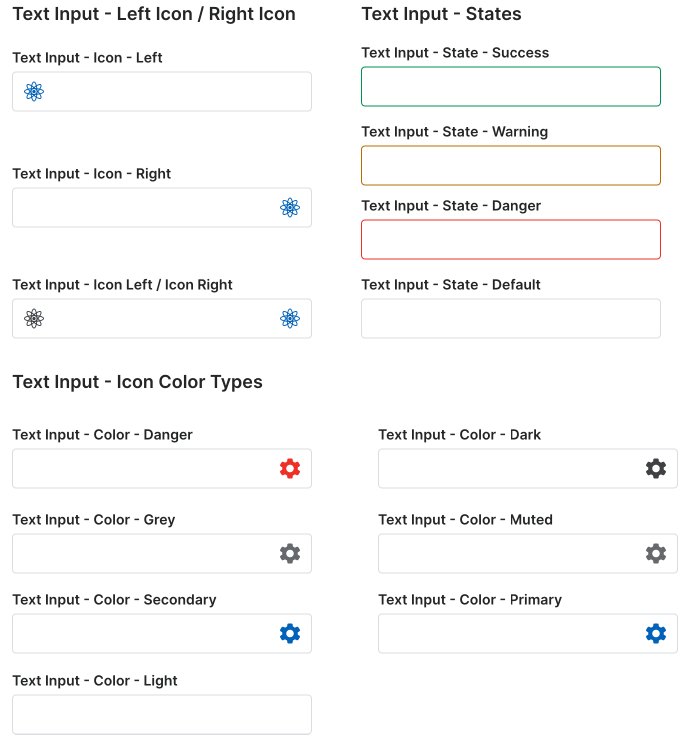 Text Input - Left Icon / Right Icon
Text Input - Icon - Left
Text Input - Icon - Right
Text Input - Icon Left / Icon Right
Text Input - States
Text Input - State - Success
Text Input - State - Warning
Text Input - State - Danger
Text Input - State - Default
Text Input - Icon Color Types
Text Input - Color - Danger
Text Input - Color - Dark
Text Input - Color - Grey
Text Input - Color - Muted
Text Input - Color - Secondary
Text Input - Color - Primary
Text Input - Color - Light